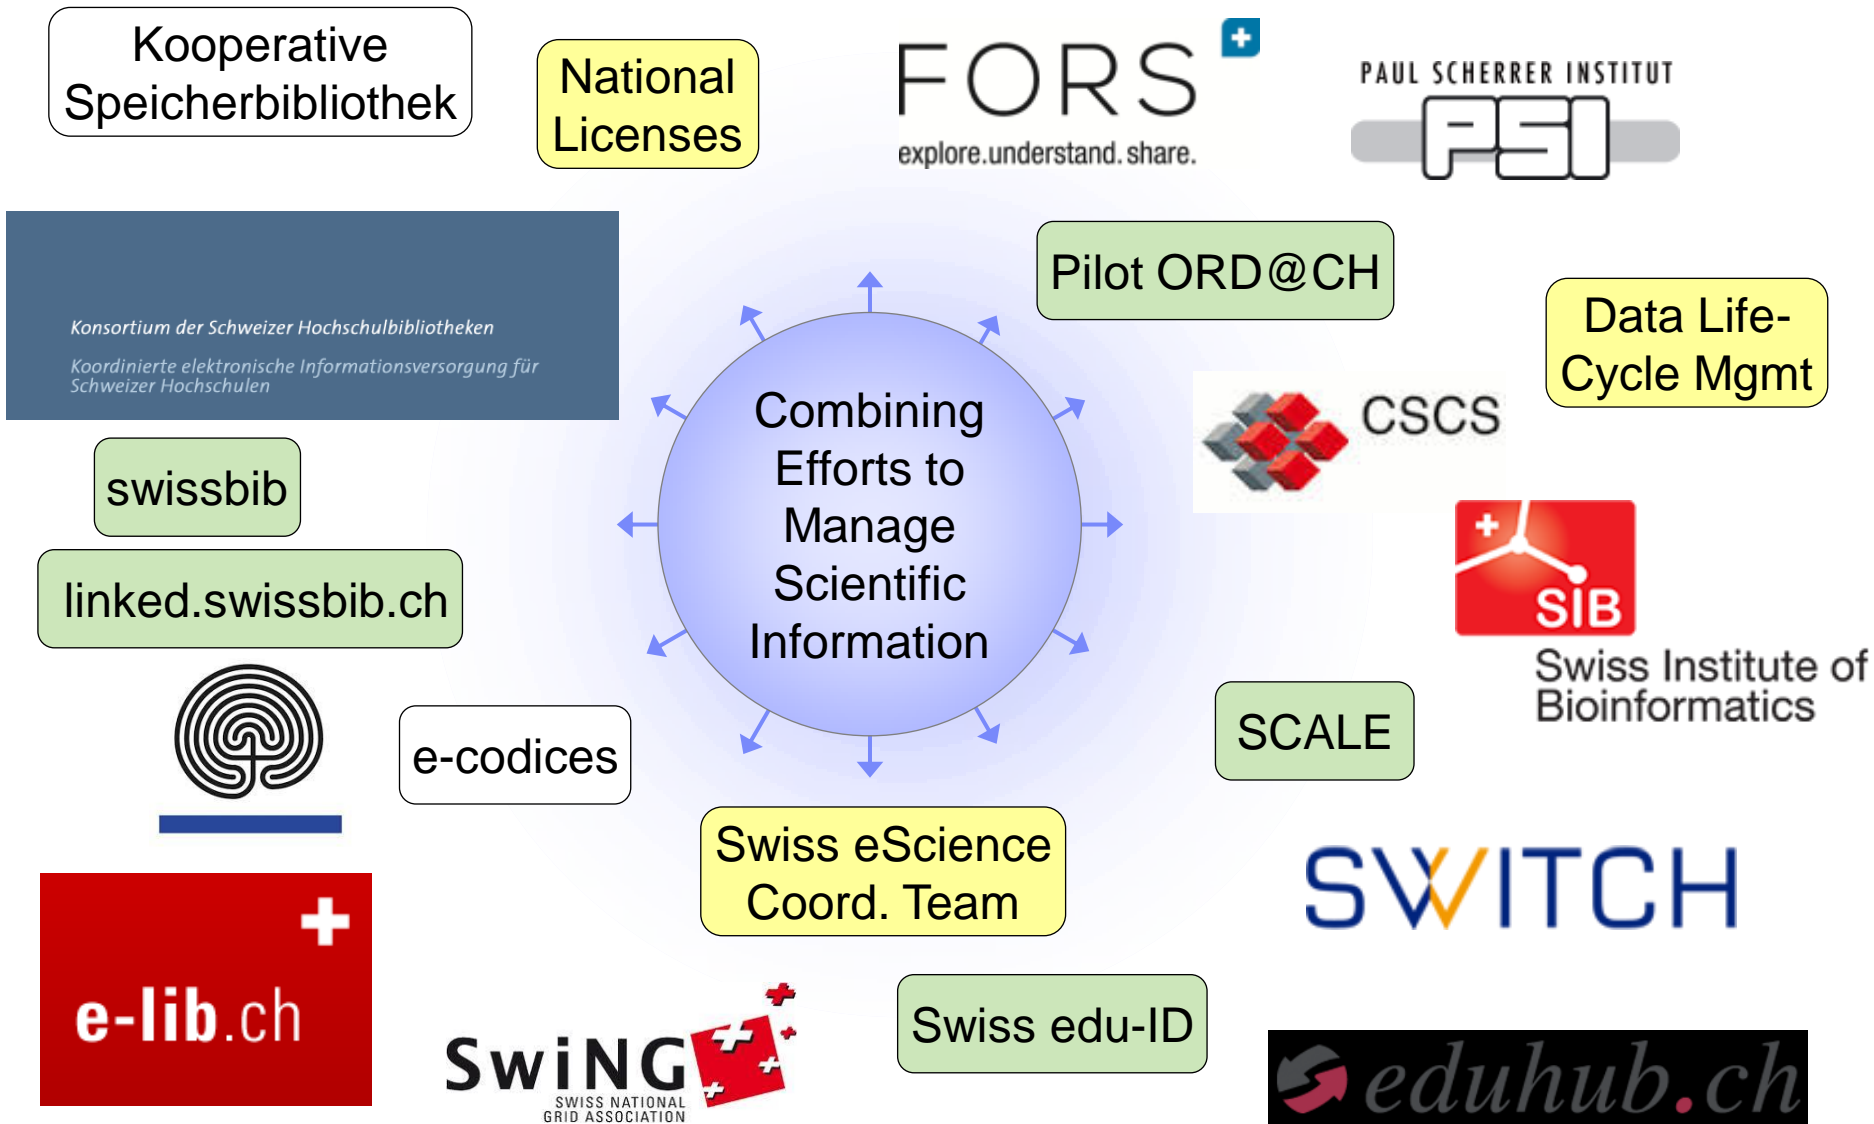 Kooperative
Speicherbibliothek
National
Licenses
FORS
explore.understand.share.
PAUL SCHERRER INSTITUT
PSI
Konsortium der Schweizer Hochschulbibliotheken
Koordinierte elektronische Informationsversorgung für
Schweizer Hochschulen
Pilot ORD@CH
Data Life-
Cycle Mgmt
CSCS
Combining
Efforts to
Manage
Scientific
Information
swissbib
linked.swissbib.ch
SIB
Swiss Institute of
Bioinformatics
e-codices
SCALE
Swiss eScience
Coord. Team
SWITCH
e-lib.ch
SwiNG
SWISS NATIONAL
GRID ASSOCIATION
Swiss edu-ID
eduhub.ch